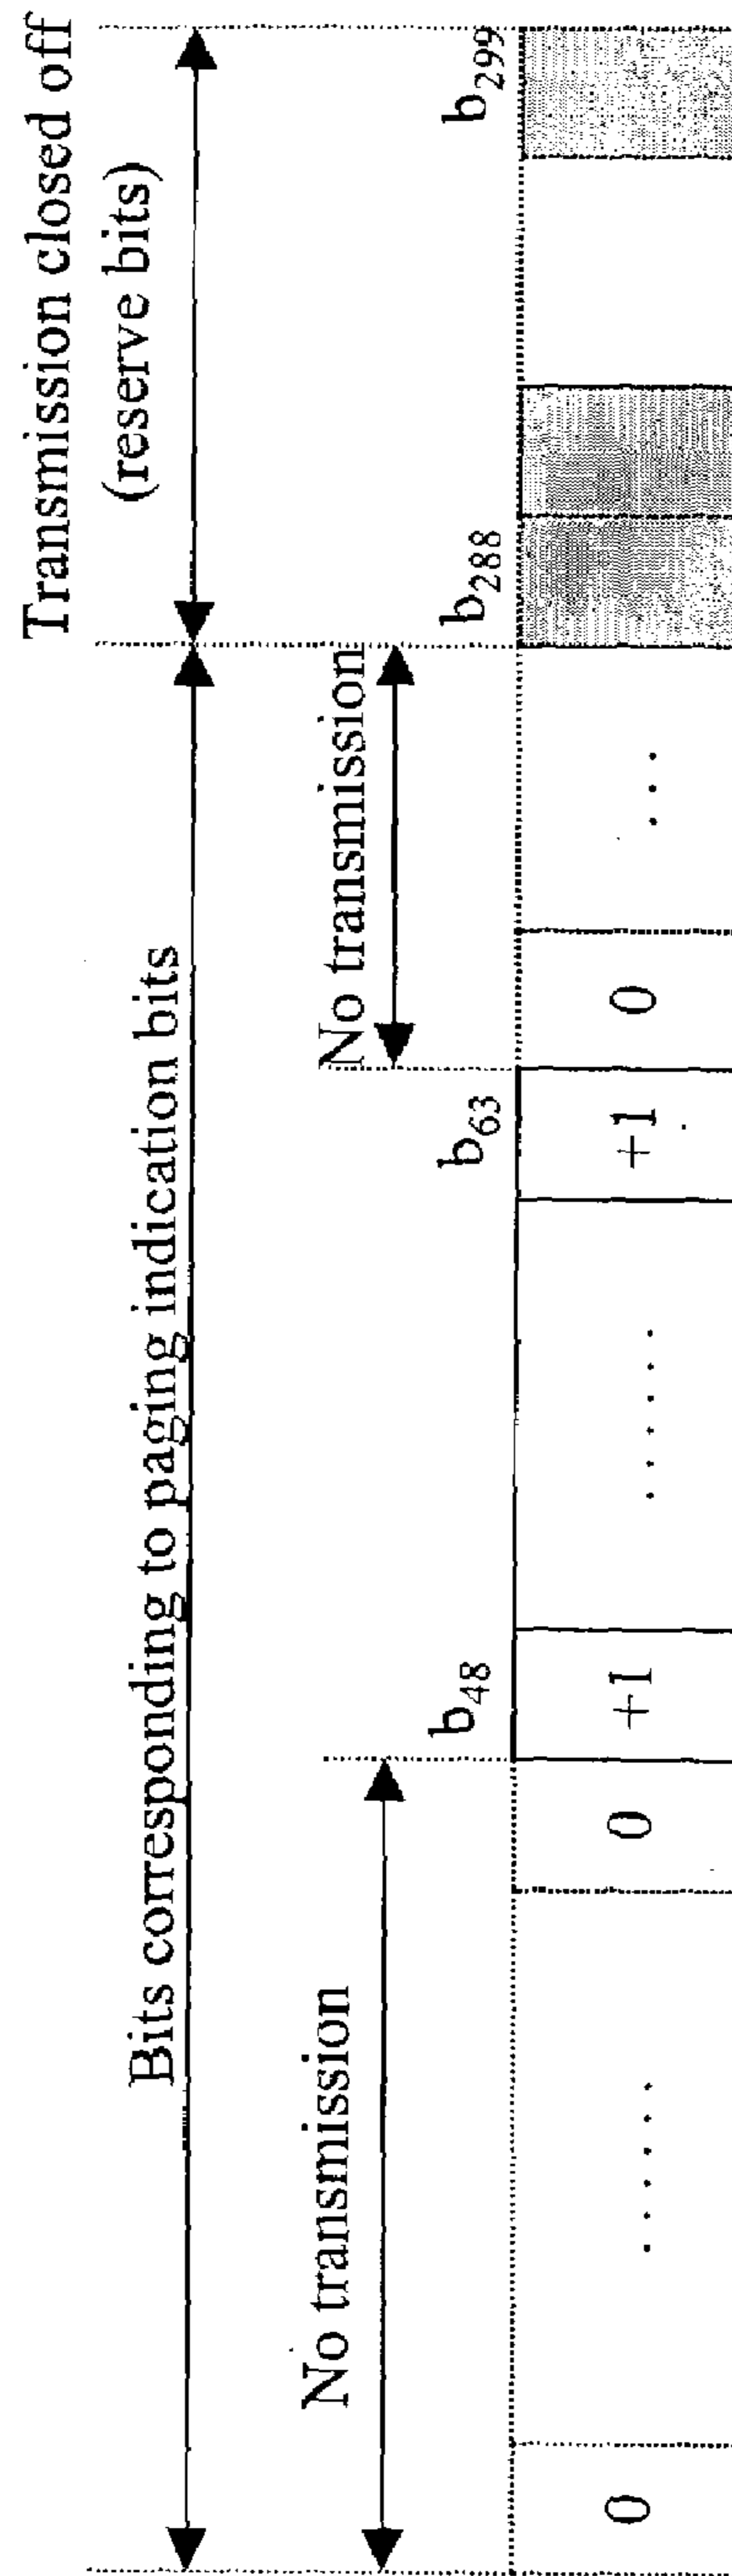 Transmission closed off
(reserve bits)
Bits corresponding to paging indication bits
No transmission
No transmission
b48
b63
b288
b299
0
......
0
+1
......
+1
0
...